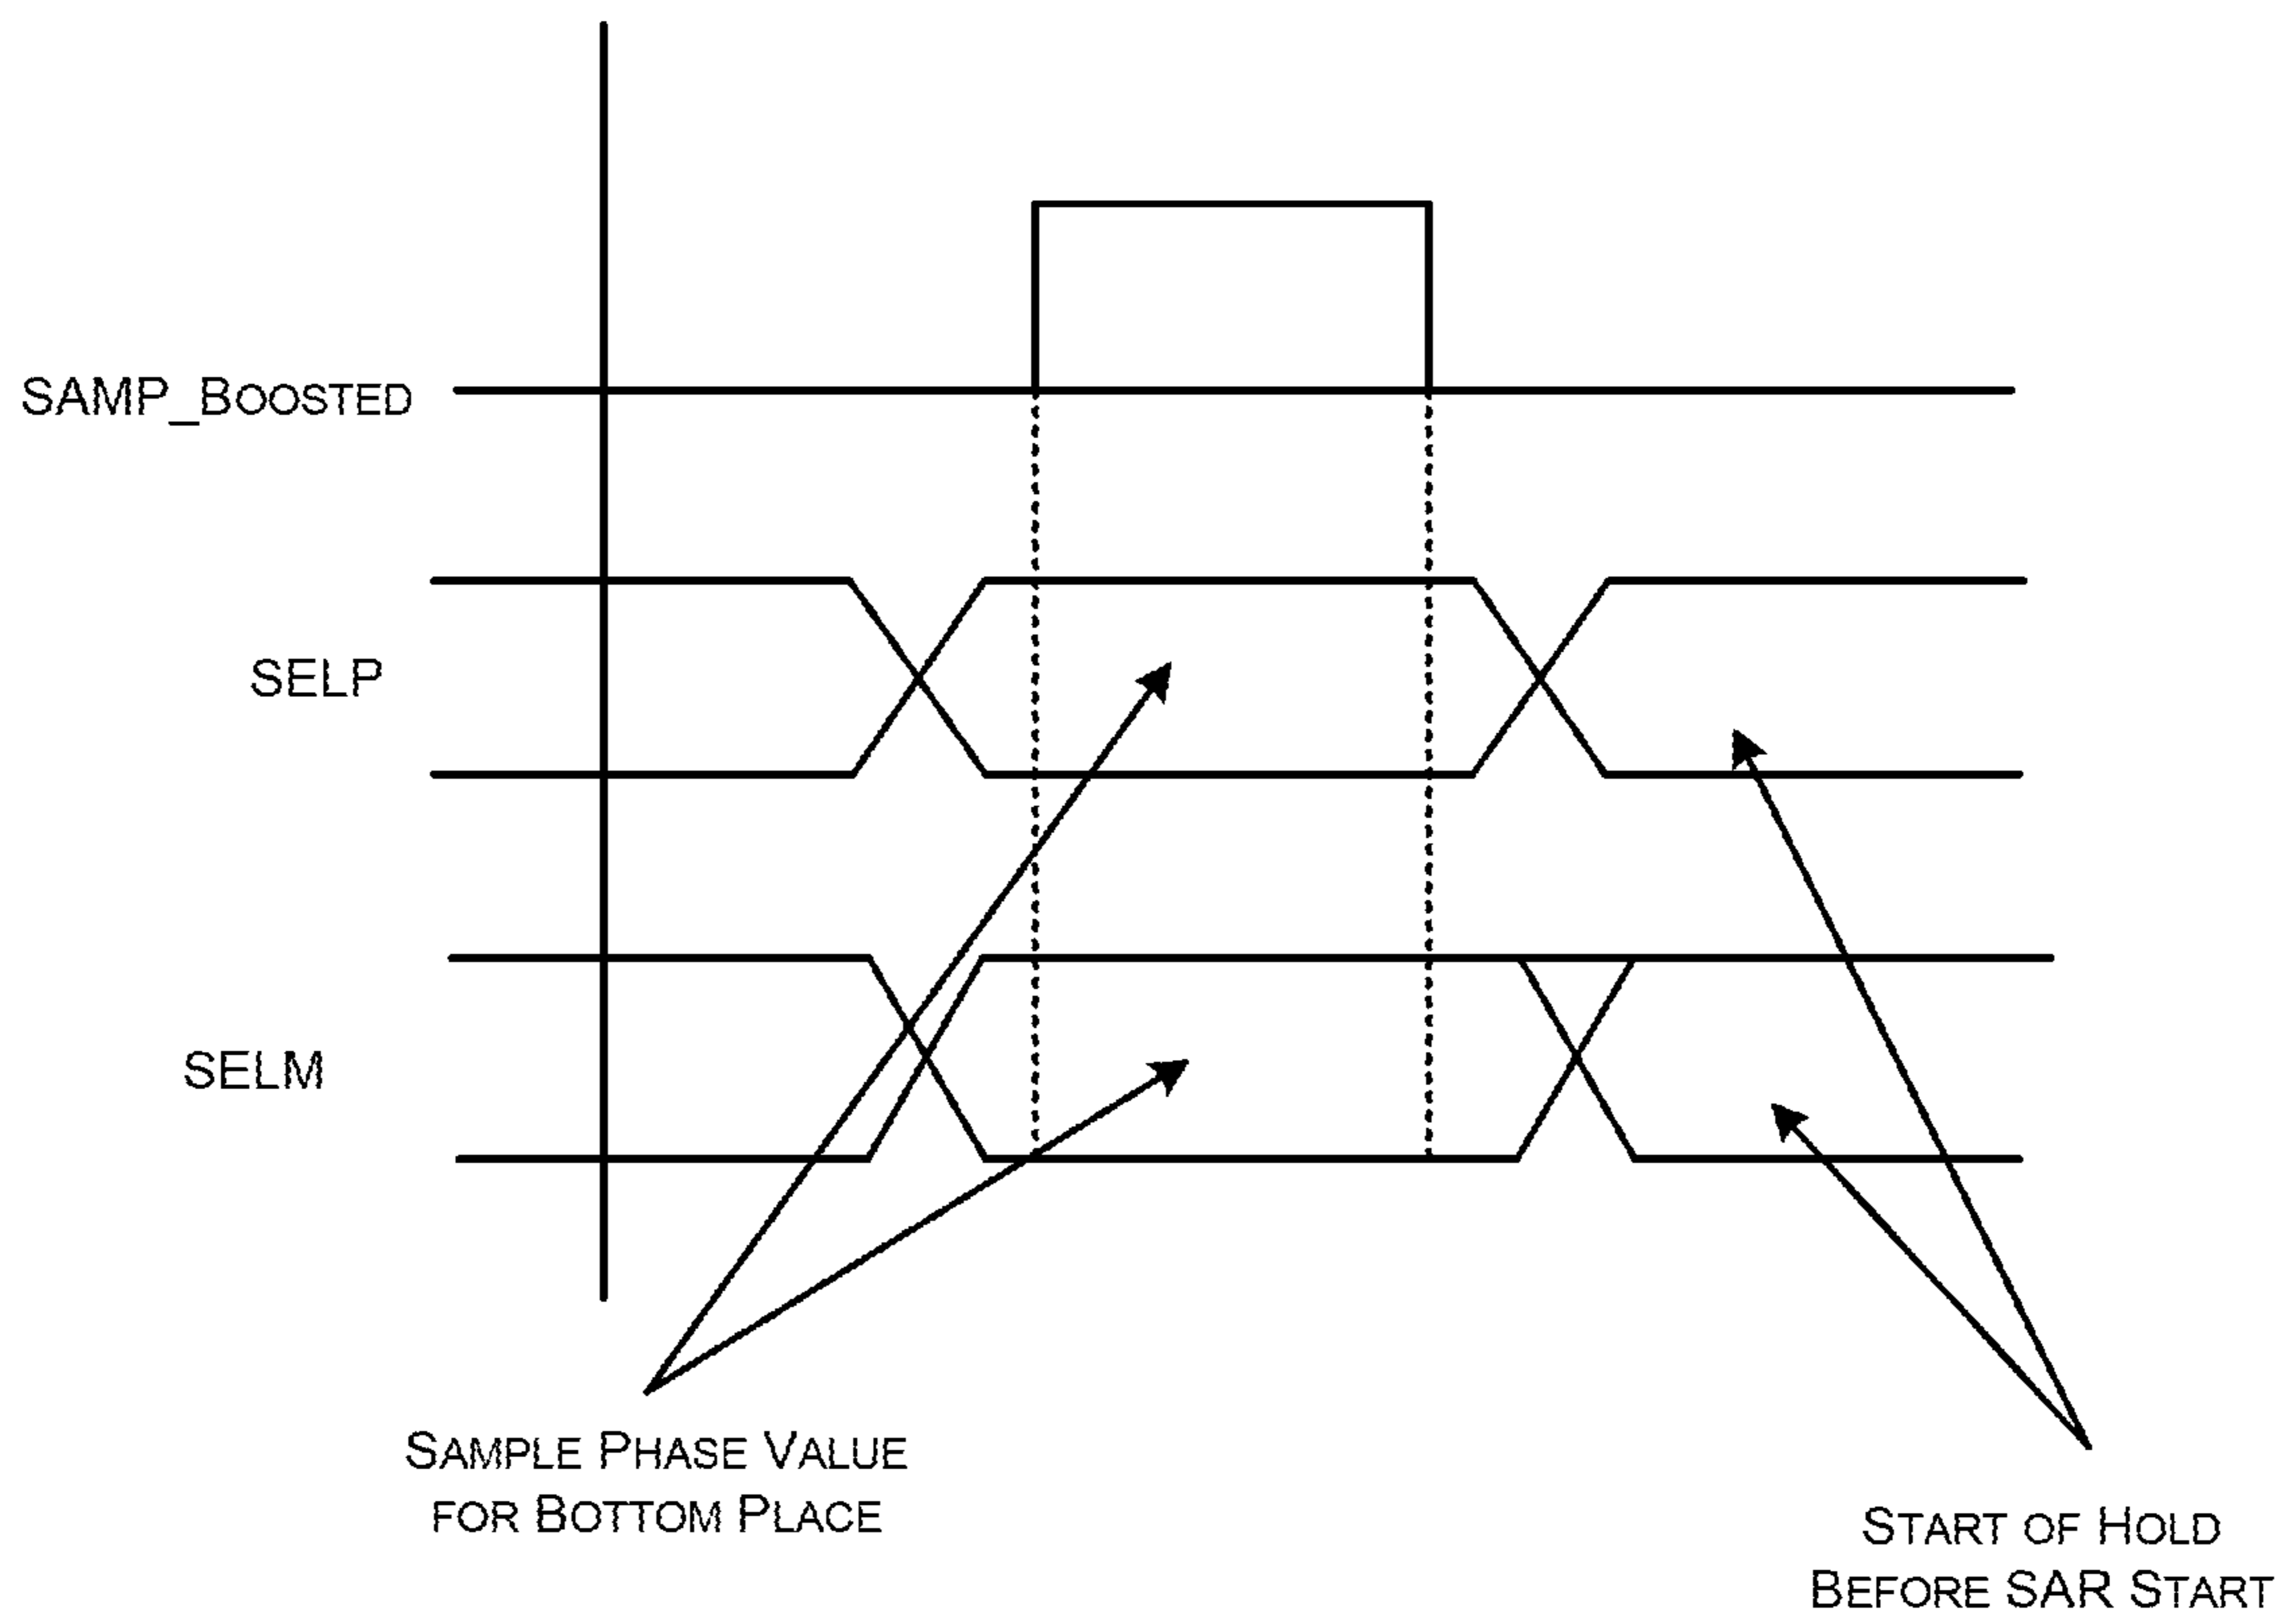 SAMP_BOOSTED
SELP
SELM
SAMPLE PHASE VALUE
FOR BOTTOM PLACE
START OF HOLD
BEFORE SAR START